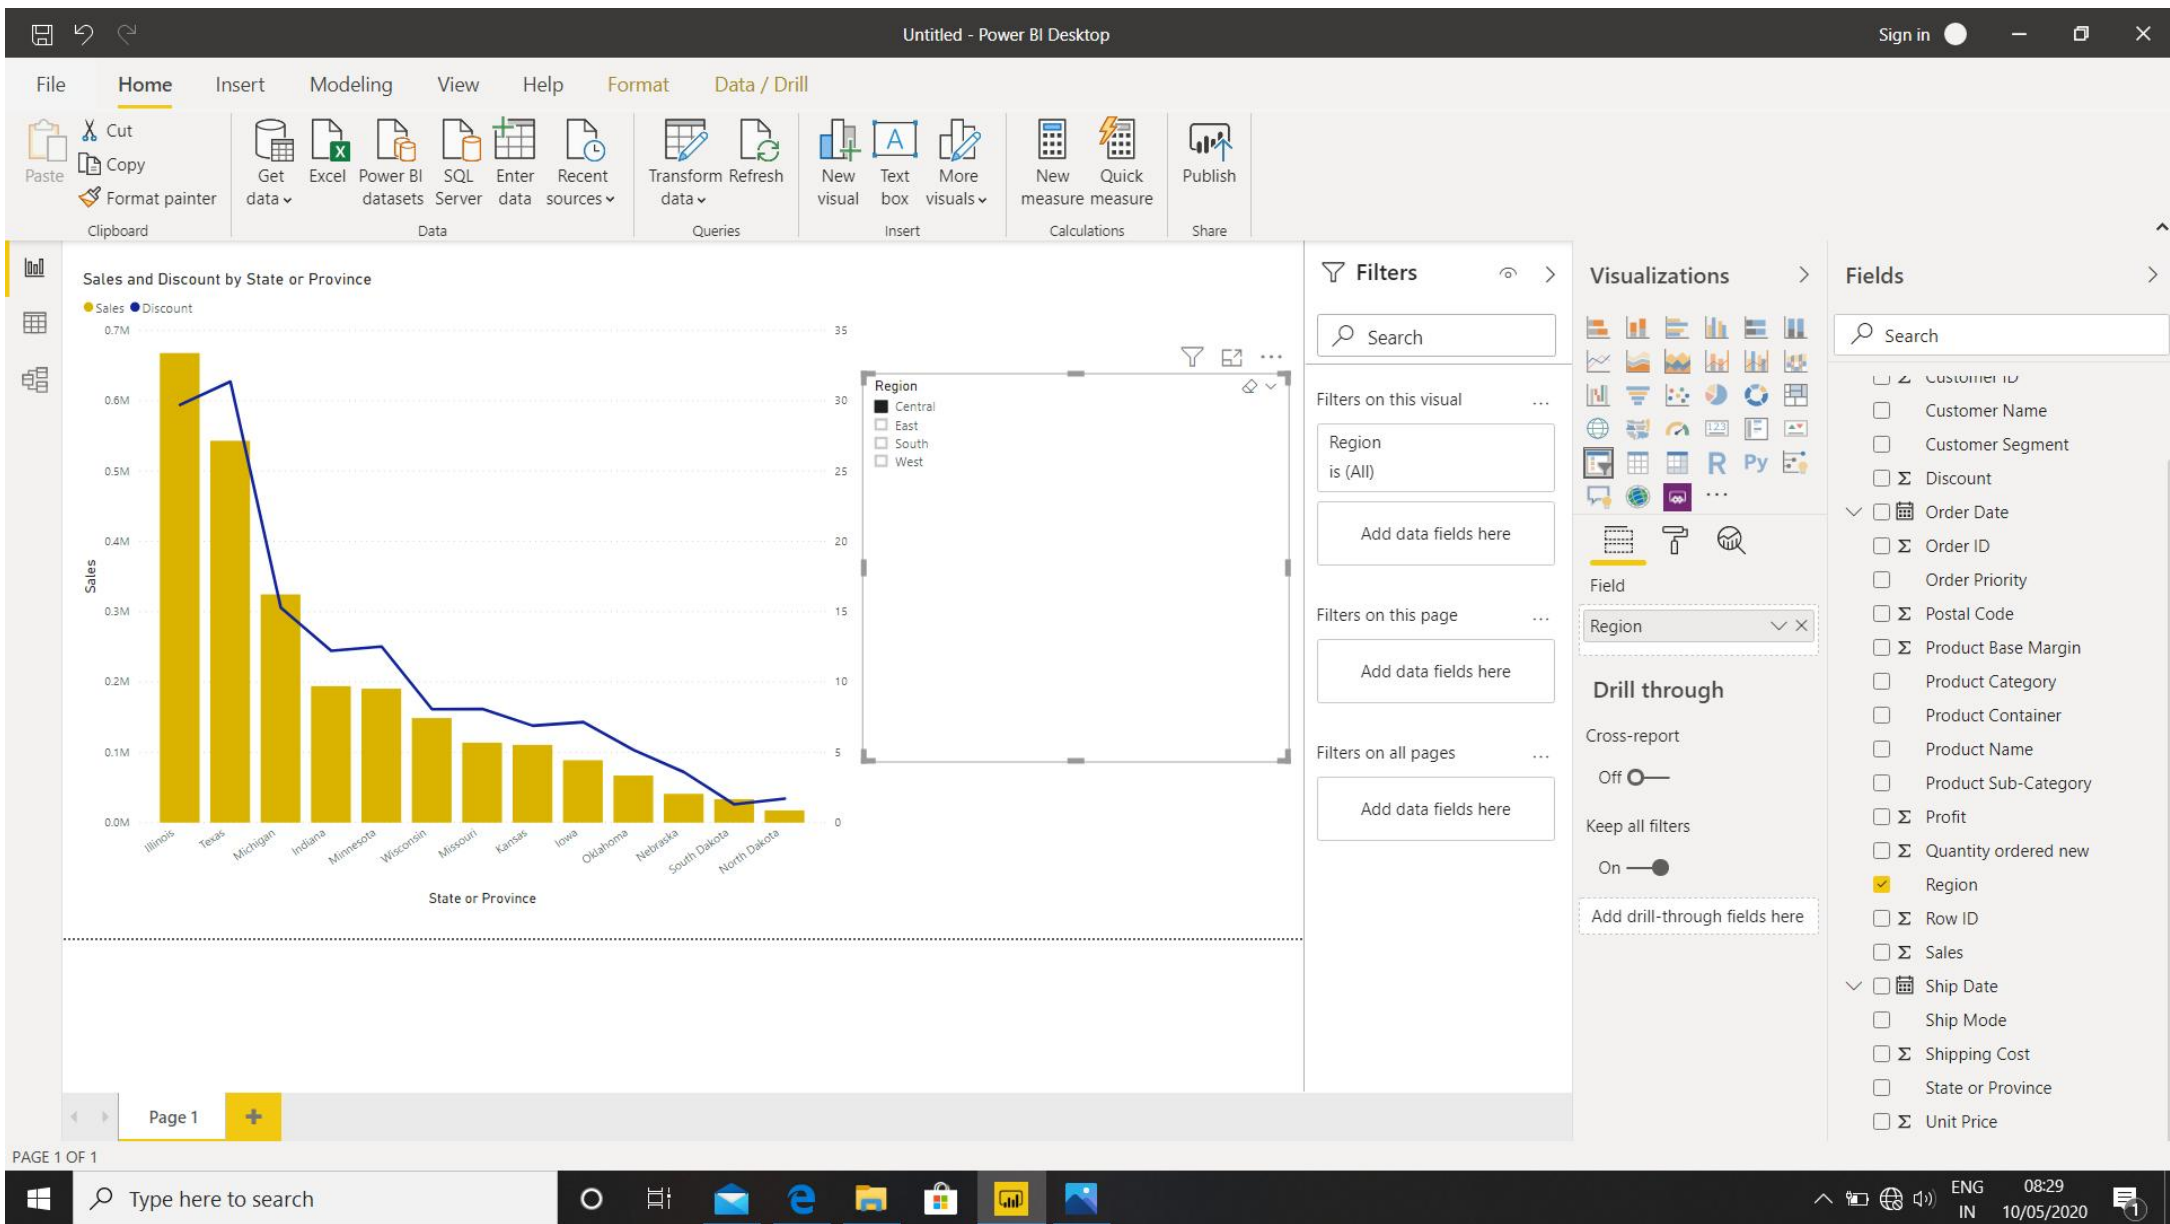 Untitled - Power BI Desktop
Sign in
File Home Insert Modeling View Help Format Data / Drill
Paste
Cut
Copy
Format painter
Clipboard
Get data
Excel
Power BI datasets
SQL Server
Enter data
Recent sources
Data
Transform data
Refresh
Queries
New visual
Text box
More visuals
Insert
New measure
Quick measure
Calculations
Publish
Share
Sales and Discount by State or Province
Sales Discount
0.7M
0.6M
0.5M
0.4M
0.3M
0.2M
0.1M
0.0M
Sales
35
30
25
20
15
10
5
0
Illinois
Texas
Michigan
Indiana
Minnesota
Wisconsin
Missouri
Kansas
Iowa
Oklahoma
Nebraska
South Dakota
North Dakota
State or Province
Region
Central
East
South
West
Filters
Search
Filters on this visual
Region
is (All)
Add data fields here
Filters on this page
Add data fields here
Filters on all pages
Add data fields here
Visualizations
123
R Py
Field
Region
Drill through
Cross-report
Off
Keep all filters
On
Add drill-through fields here
Fields
Search
Σ Customer ID
Customer Name
Customer Segment
Σ Discount
Order Date
Σ Order ID
Order Priority
Σ Postal Code
Σ Product Base Margin
Product Category
Product Container
Product Name
Product Sub-Category
Σ Profit
Σ Quantity ordered new
Region
Σ Row ID
Σ Sales
Ship Date
Ship Mode
Σ Shipping Cost
State or Province
Σ Unit Price
Page 1
PAGE 1 OF 1
Type here to search
ENG
IN
08:29
10/05/2020
1